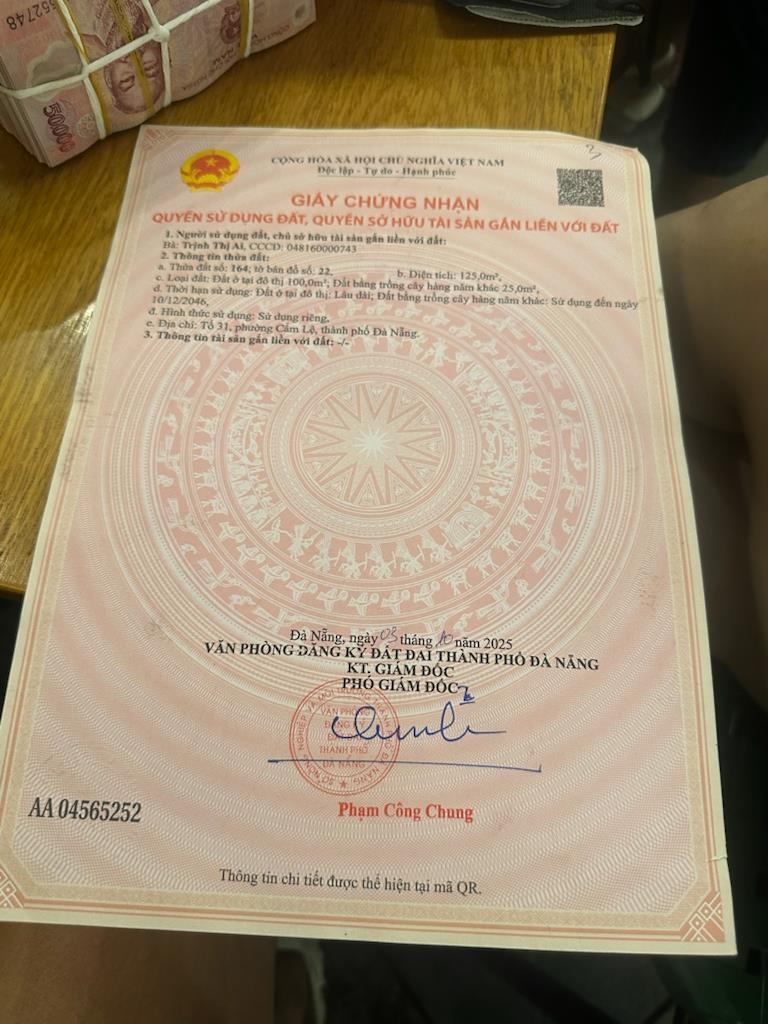 552748
50000
CỘNG HÒA XÃ HỘI CHỦ NGHĨA VIỆT NAM
Độc lập - Tự do - Hạnh phúc
3
GIẤY CHỨNG NHẬN
QUYỀN SỬ DỤNG ĐẤT, QUYỀN SỞ HỮU TÀI SẢN GẮN LIỀN VỚI ĐẤT
1. Người sử dụng đất, chủ sở hữu tài sản gắn liền với đất:
Bà: Trịnh Thị Ai, CCCD: 048160000743
2. Thông tin thửa đất:
a. Thửa đất số: 164; tờ bản đồ số: 22, b. Diện tích: 125,0m²,
c. Loại đất: Đất ở tại đô thị 100,0m²; Đất bằng trồng cây hàng năm khác 25,0m²,
d. Thời hạn sử dụng: Đất ở tại đô thị: Lâu dài; Đất bằng trồng cây hàng năm khác: Sử dụng đến ngày
10/12/2046,
đ. Hình thức sử dụng: Sử dụng riêng,
e. Địa chỉ: Tổ 31, phường Cẩm Lệ, thành phố Đà Nẵng.
3. Thông tin tài sản gắn liền với đất: -/-
Đà Nẵng, ngày 03 tháng 10 năm 2025
VĂN PHÒNG ĐĂNG KÝ ĐẤT ĐAI THÀNH PHỐ ĐÀ NẴNG
KT. GIÁM ĐỐC
PHÓ GIÁM ĐỐC
VĂN PHÒNG
ĐĂNG KÝ
ĐẤT ĐAI
THÀNH PHỐ
ĐÀ NẴNG
Phạm Công Chung
AA 04565252
Thông tin chi tiết được thể hiện tại mã QR.